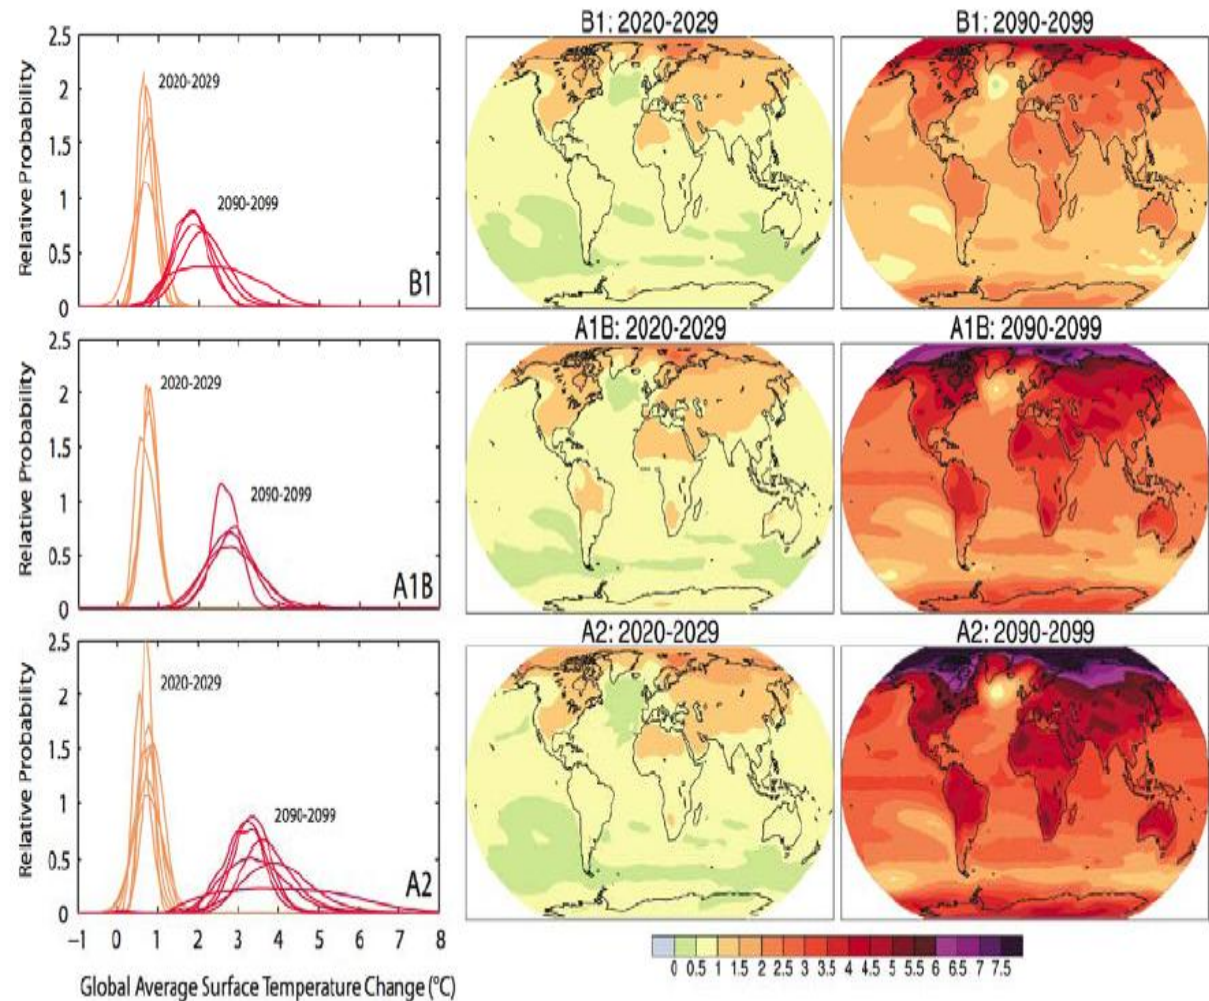 B1: 2020-2029
B1: 2090-2099
2.5
2
1.5
1
0.5
0
Relative Probability
2020-2029
2090-2099
B1
A1B: 2020-2029
A1B: 2090-2099
2.5
2
1.5
1
0.5
0
Relative Probability
2020-2029
2090-2099
A1B
A2: 2020-2029
A2: 2090-2099
2.5
2
1.5
1
0.5
0
Relative Probability
2020-2029
2090-2099
A2
−1 0 1 2 3 4 5 6 7 8
Global Average Surface Temperature Change (°C)
0 0.5 1 1.5 2 2.5 3 3.5 4 4.5 5 5.5 6 6.5 7 7.5